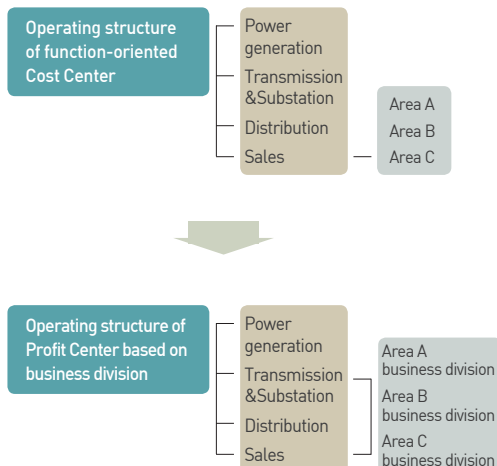 Operating structure
of function-oriented
Cost Center
Power
generation
Transmission
&Substation
Distribution
Sales
Area A
Area B
Area C
Operating structure of
Profit Center based on
business division
Power
generation
Transmission
&Substation
Distribution
Sales
Area A
business division
Area B
business division
Area C
business division